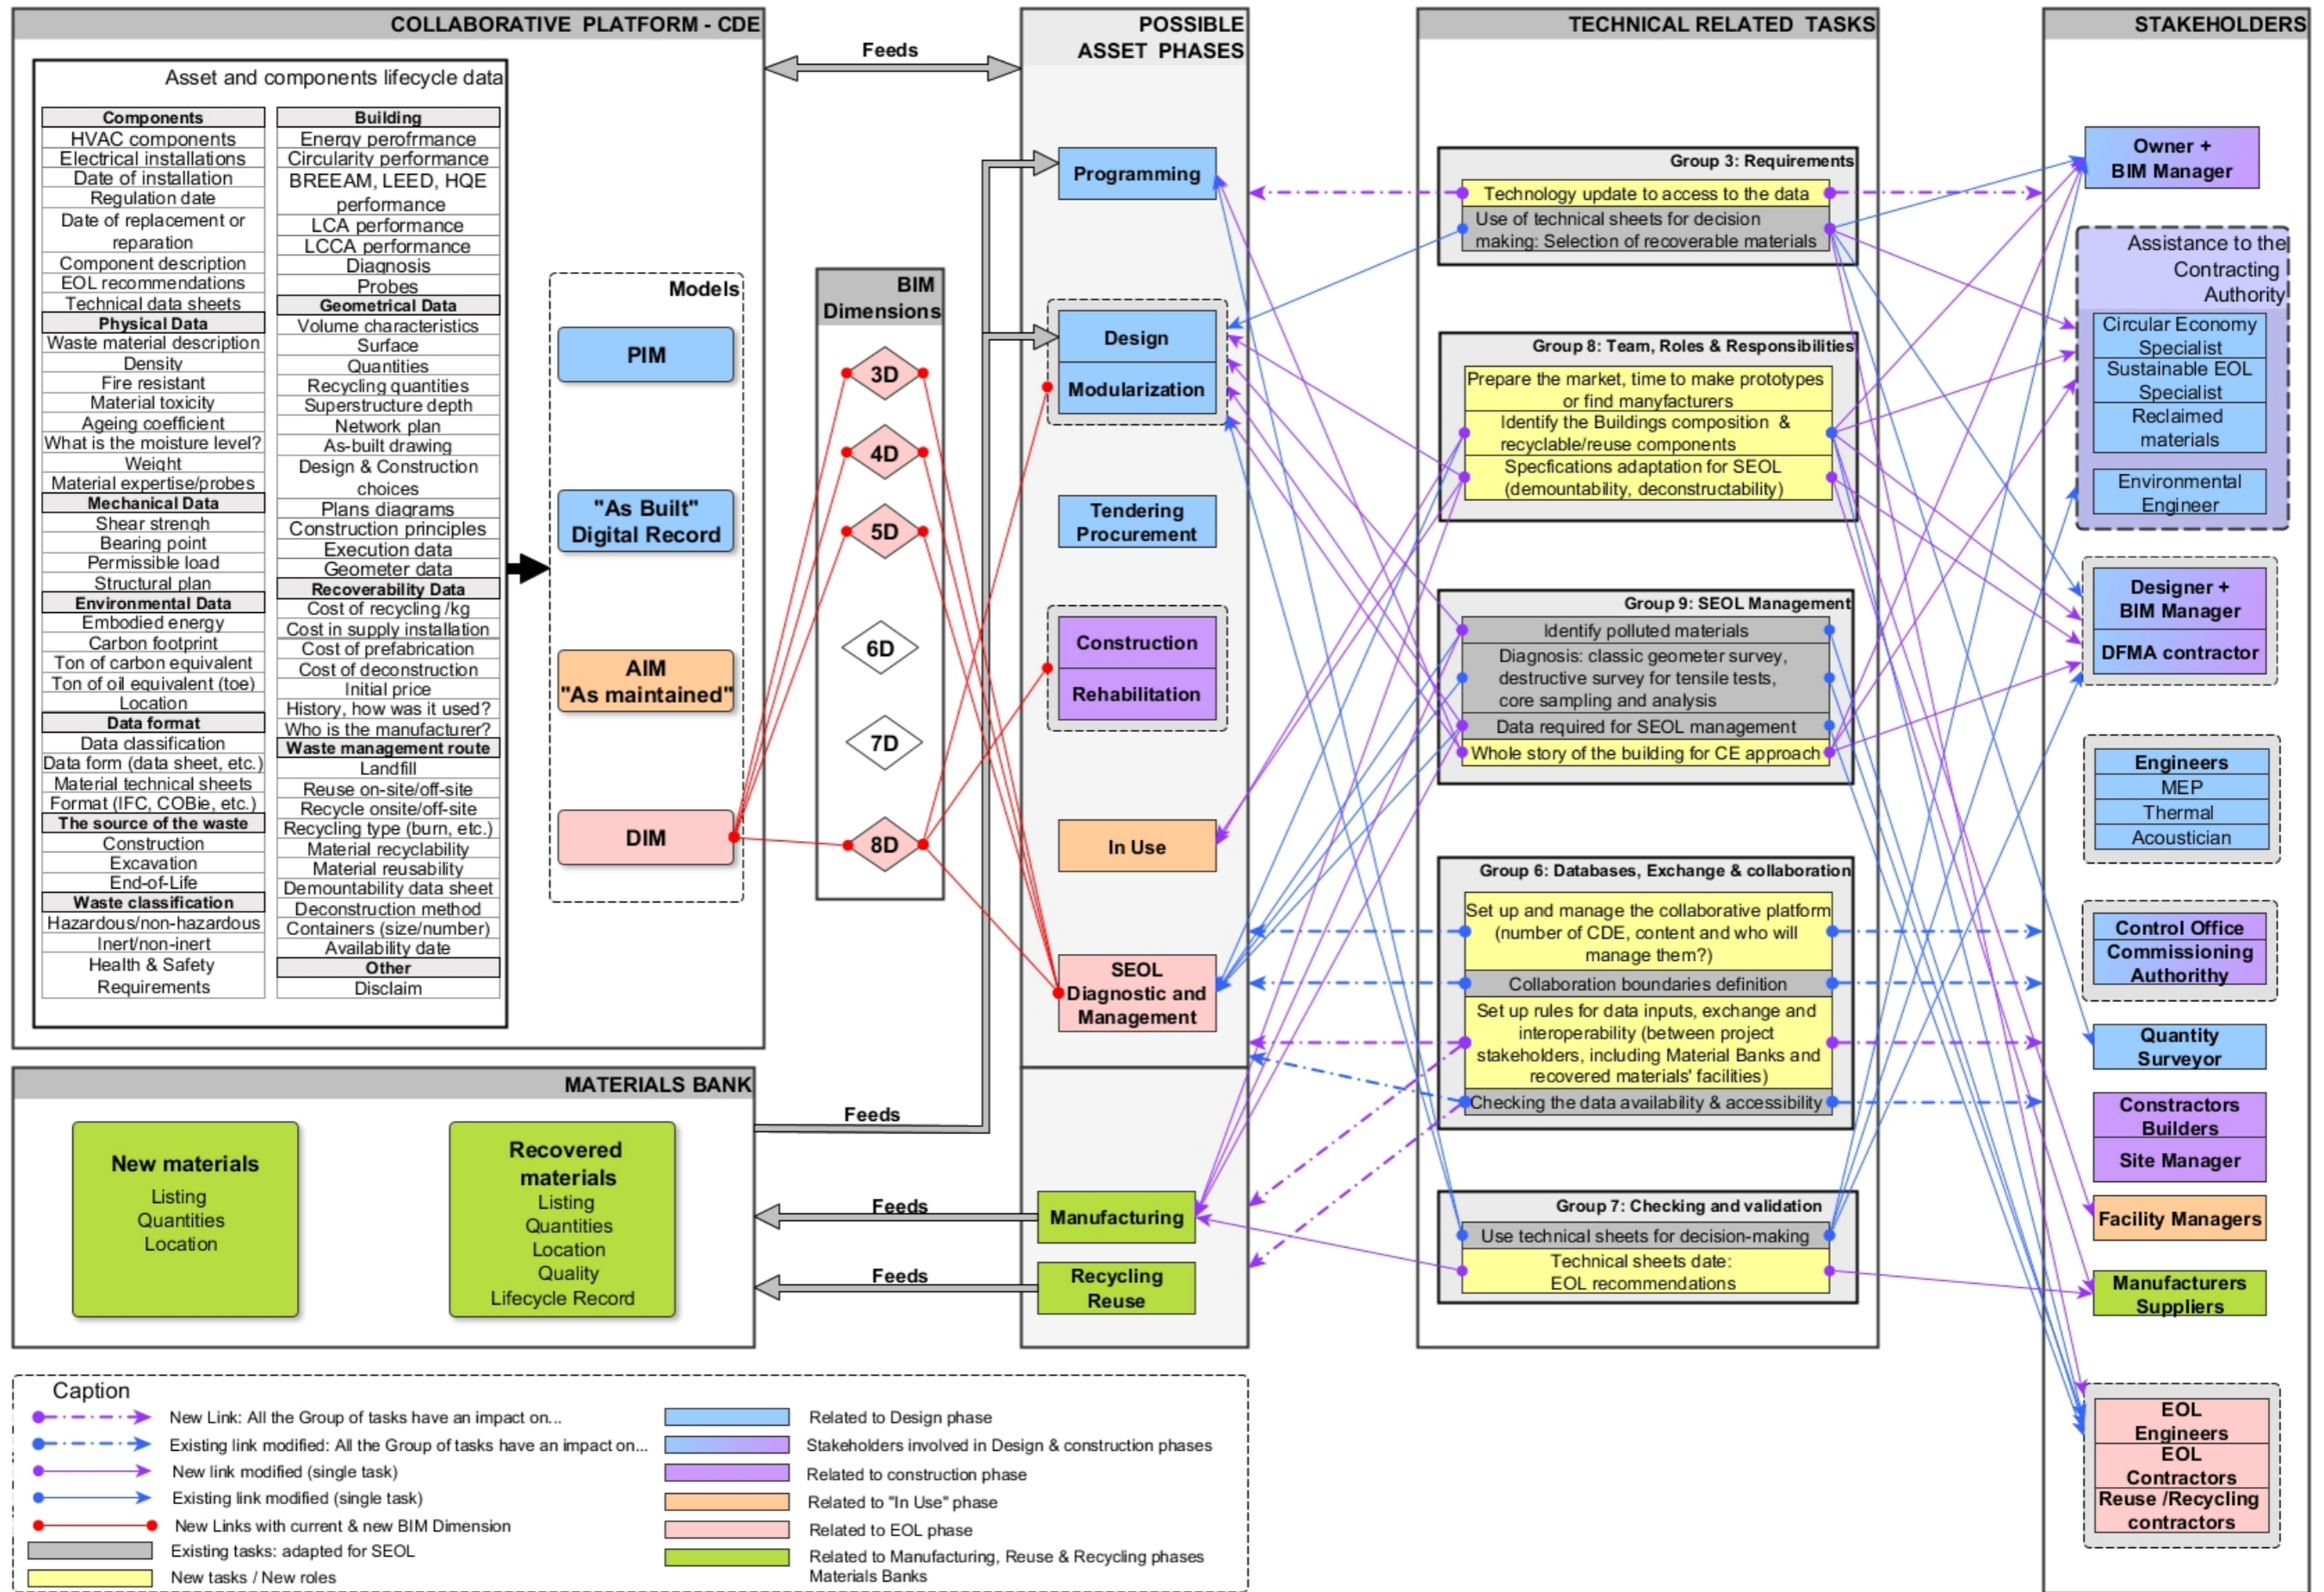 COLLABORATIVE PLATFORM - CDE
Asset and components lifecycle data
Components
HVAC components
Electrical installations
Date of installation
Regulation date
Date of replacement or
reparation
Component description
EOL recommendations
Technical data sheets
Physical Data
Waste material description
Density
Fire resistant
Material toxicity
Ageing coefficient
What is the moisture level?
Weight
Material expertise/probes
Mechanical Data
Shear strengh
Bearing point
Permissible load
Structural plan
Environmental Data
Embodied energy
Carbon footprint
Ton of carbon equivalent
Ton of oil equivalent (toe)
Location
Data format
Data classification
Data form (data sheet, etc.)
Material technical sheets
Format (IFC, COBie, etc.)
The source of the waste
Construction
Excavation
End-of-Life
Waste classification
Hazardous/non-hazardous
Inert/non-inert
Health & Safety
Requirements
Building
Energy perofrmance
Circularity performance
BREEAM, LEED, HQE
performance
LCA performance
LCCA performance
Diagnosis
Probes
Geometrical Data
Volume characteristics
Surface
Quantities
Recycling quantities
Superstructure depth
Network plan
As-built drawing
Design & Construction
choices
Plans diagrams
Construction principles
Execution data
Geometer data
Recoverability Data
Cost of recycling /kg
Cost in supply installation
Cost of prefabrication
Cost of deconstruction
Initial price
History, how was it used?
Who is the manufacturer?
Waste management route
Landfill
Reuse on-site/off-site
Recycle onsite/off-site
Recycling type (burn, etc.)
Material recyclability
Material reusability
Demountability data sheet
Deconstruction method
Containers (size/number)
Availability date
Other
Disclaim
Models
PIM
"As Built"
Digital Record
AIM
"As maintained"
DIM
BIM
Dimensions
3D
4D
5D
6D
7D
8D
Feeds
POSSIBLE
ASSET PHASES
Programming
Design
Modularization
Tendering
Procurement
Construction
Rehabilitation
In Use
SEOL
Diagnostic and
Management
Manufacturing
Recycling
Reuse
MATERIALS BANK
New materials
Listing
Quantities
Location
Recovered
materials
Listing
Quantities
Location
Quality
Lifecycle Record
Feeds
Feeds
Feeds
TECHNICAL RELATED TASKS
Group 3: Requirements
Technology update to access to the data
Use of technical sheets for decision
making: Selection of recoverable materials
Group 8: Team, Roles & Responsibilities
Prepare the market, time to make prototypes
or find manyfacturers
Identify the Buildings composition &
recyclable/reuse components
Specfications adaptation for SEOL
(demountability, deconstructability)
Group 9: SEOL Management
Identify polluted materials
Diagnosis: classic geometer survey,
destructive survey for tensile tests,
core sampling and analysis
Data required for SEOL management
Whole story of the building for CE approach
Group 6: Databases, Exchange & collaboration
Set up and manage the collaborative platform
(number of CDE, content and who will
manage them?)
Collaboration boundaries definition
Set up rules for data inputs, exchange and
interoperability (between project
stakeholders, including Material Banks and
recovered materials' facilities)
Checking the data availability & accessibility
Group 7: Checking and validation
Use technical sheets for decision-making
Technical sheets date:
EOL recommendations
STAKEHOLDERS
Owner +
BIM Manager
Assistance to the
Contracting
Authority
Circular Economy
Specialist
Sustainable EOL
Specialist
Reclaimed
materials
Environmental
Engineer
Designer +
BIM Manager
DFMA contractor
Engineers
MEP
Thermal
Acoustician
Control Office
Commissioning
Authorithy
Quantity
Surveyor
Constractors
Builders
Site Manager
Facility Managers
Manufacturers
Suppliers
EOL
Engineers
EOL
Contractors
Reuse /Recycling
contractors
Caption
New Link: All the Group of tasks have an impact on...
Existing link modified: All the Group of tasks have an impact on...
New link modified (single task)
Existing link modified (single task)
New Links with current & new BIM Dimension
Existing tasks: adapted for SEOL
New tasks / New roles
Related to Design phase
Stakeholders involved in Design & construction phases
Related to construction phase
Related to "In Use" phase
Related to EOL phase
Related to Manufacturing, Reuse & Recycling phases
Materials Banks